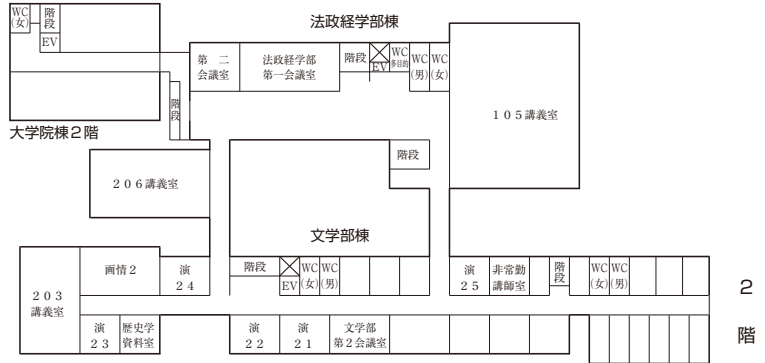 法政経学部棟
WC
(女)
階
段
EV
第 二
会議室
法政経学部
第一会議室
階段
EV
WC
多目的
WC
(男)
WC
(女)
105講義室
階
段
大学院棟2階
206講義室
階段
文学部棟
203
講義室
画情2
演
24
階段
EV
WC
(女)
WC
(男)
演
25
非常勤
講師室
階
段
WC
(女)
WC
(男)
演
23
歴史学
資料室
演
22
演
21
文学部
第2会議室
2
階